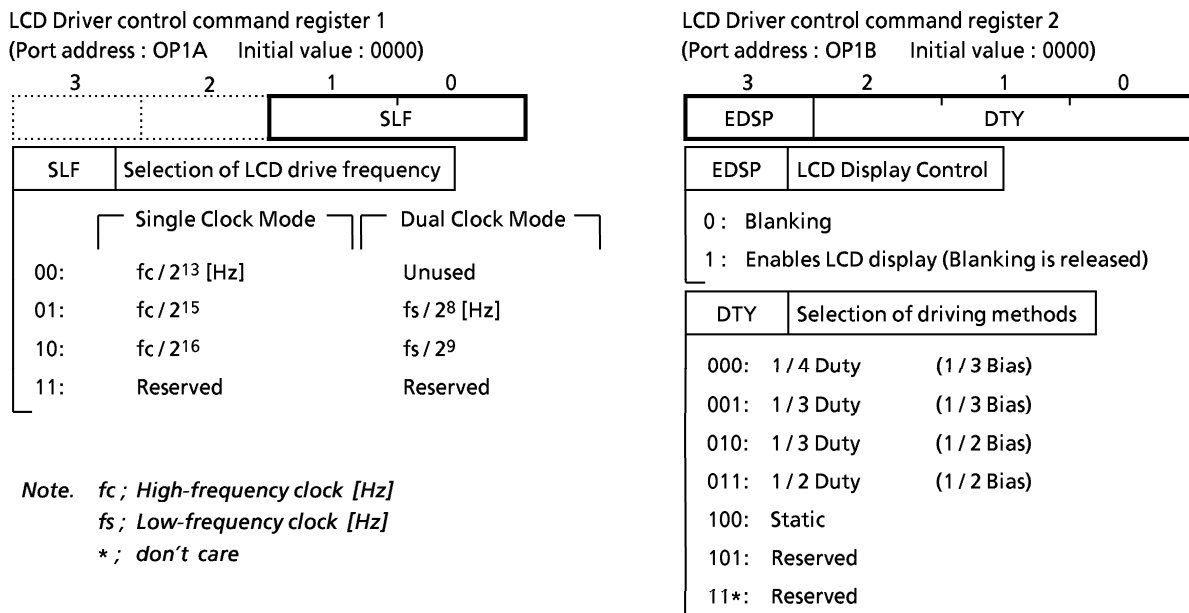 LCD Driver control command register 1
(Port address : OP1A Initial value : 0000)
3 2 1 0
SLF
SLF Selection of LCD drive frequency
Single Clock Mode Dual Clock Mode
00: fc / 2¹³ [Hz] Unused
01: fc / 2¹⁵ fs / 2⁸ [Hz]
10: fc / 2¹⁶ fs / 2⁹
11: Reserved Reserved
Note. fc ; High-frequency clock [Hz]
fs ; Low-frequency clock [Hz]
* ; don't care
LCD Driver control command register 2
(Port address : OP1B Initial value : 0000)
3 2 1 0
EDSP DTY
EDSP LCD Display Control
0 : Blanking
1 : Enables LCD display (Blanking is released)
DTY Selection of driving methods
000: 1 / 4 Duty (1 / 3 Bias)
001: 1 / 3 Duty (1 / 3 Bias)
010: 1 / 3 Duty (1 / 2 Bias)
011: 1 / 2 Duty (1 / 2 Bias)
100: Static
101: Reserved
11*: Reserved